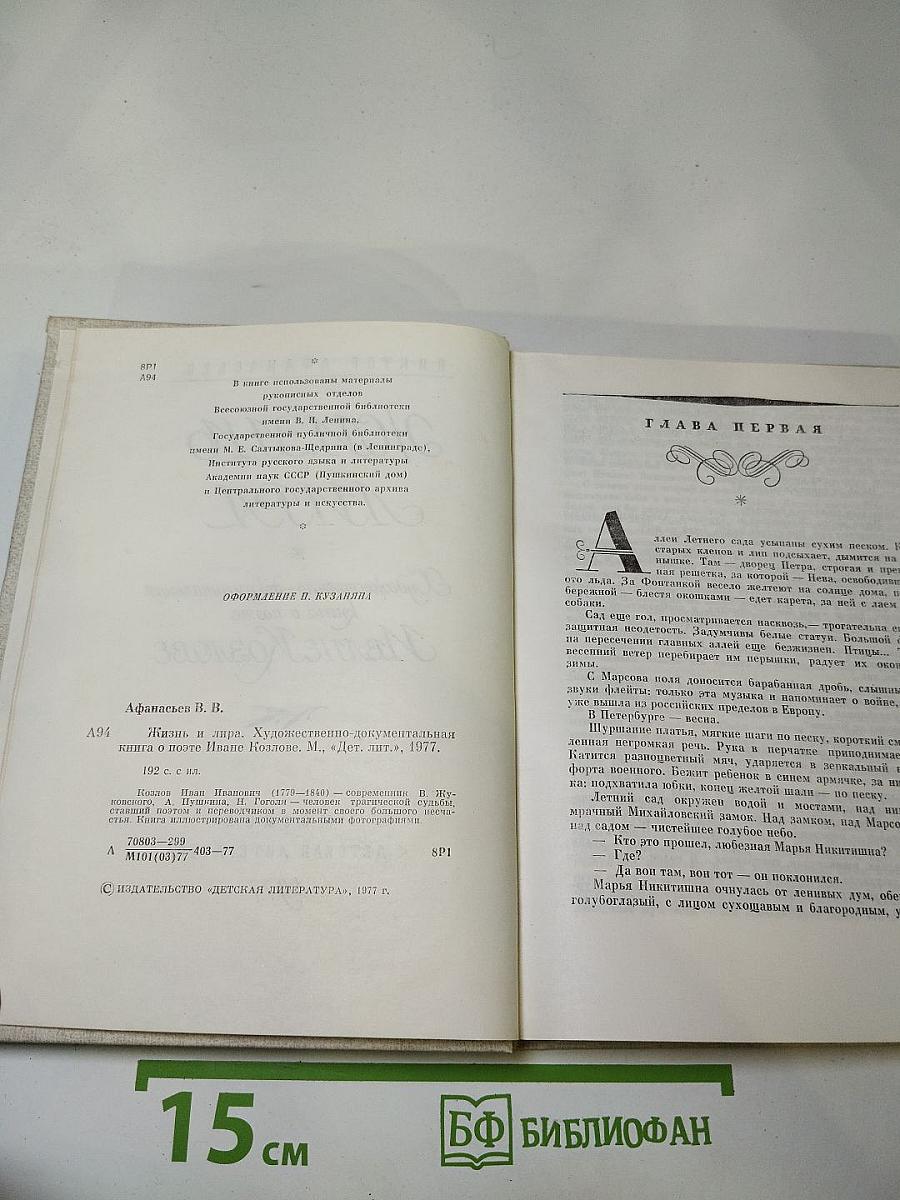 8Р1
А94
В книге использованы материалы
рукописных отделов
Всесоюзной государственной библиотеки
имени В. И. Ленина,
Государственной публичной библиотеки
имени М. Е. Салтыкова-Щедрина (в Ленинграде),
Института русского языка и литературы
Академии наук СССР (Пушкинский дом)
и Центрального государственного архива
литературы и искусства.
ОФОРМЛЕНИЕ П. КУЗАНЯНА
Афанасьев В. В.
А94 Жизнь и лира. Художественно-документальная
книга о поэте Иване Козлове. М., «Дет. лит.», 1977.
192 с. с ил.
Козлов Иван Иванович (1779—1840) — современник В. Жу-
ковского, А. Пушкина, Н. Гоголя — человек трагической судьбы,
ставший поэтом и переводчиком в момент своего большого несча-
стья. Книга иллюстрирована документальными фотографиями.
А 70803—299
М101(03)77 403—77 8Р1
© ИЗДАТЕЛЬСТВО «ДЕТСКАЯ ЛИТЕРАТУРА», 1977 г.
ГЛАВА ПЕРВАЯ
*
Аллеи Летнего сада усыпаны сухим песком.
старых кленов и лип подсыхает, дымится на
нышке. Там — дворец Петра, строгая и
ная решетка, за которой — Нева,
ого льда. За Фонтанкой весело желтеют на солнце дома,
бережной — блестя окошками — едет карета, за ней с лаем
собаки.
Сад еще гол, просматривается насквозь,— трогательна
защитная неодетость. Задумчивы белые статуи. Большой
на пересечении главных аллей еще безжизнен. Птицы...
весенний ветер перебирает им перышки, радует их
зимы.
С Марсова поля доносится барабанная дробь,
звуки флейты; только эта музыка и напоминает о войне,
уже вышла из российских пределов в Европу.
В Петербурге — весна.
Шуршание платья, мягкие шаги по песку, короткий
ленная негромкая речь. Рука в перчатке
Катится разноцветный мяч, ударяется в зеркальный
форта военного. Бежит ребенок в синем армячке, за
ка: подхватила юбки, конец желтой шали — по песку.
Летний сад окружен водой и мостами, над
мрачный Михайловский замок. Над замком, над
над садом — чистейшее голубое небо.
— Кто это прошел, любезная Марья Никитишна?
— Где?
— Да вон там, вон тот — он поклонился.
Марья Никитишна очнулась от ленивых дум,
голубоглазый, с лицом сухощавым и благородным,
15 см
БФ БИБЛИОФАН